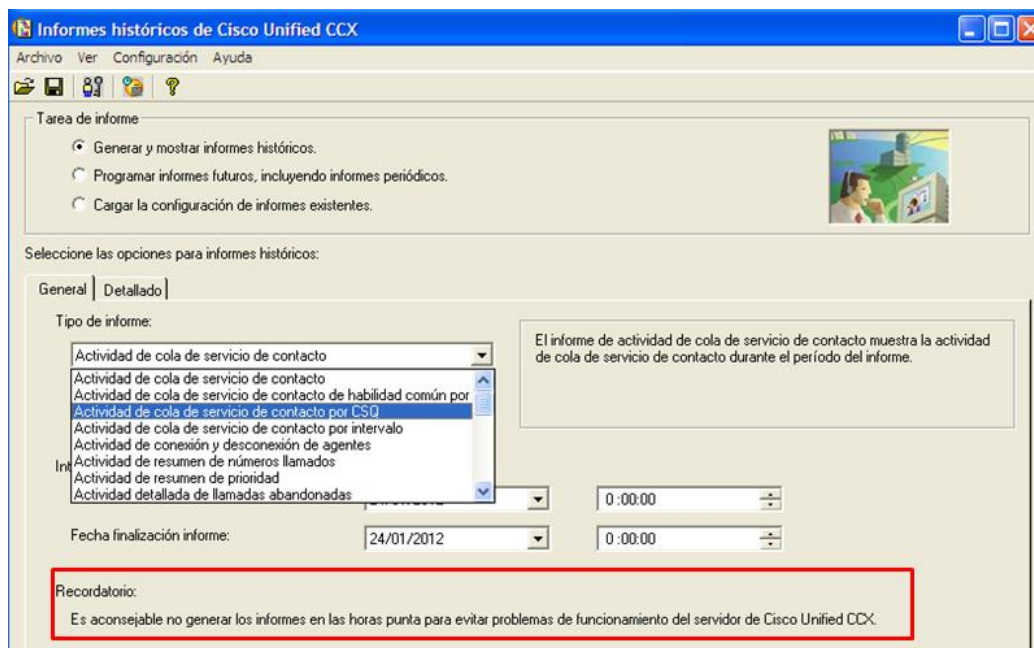 Informes históricos de Cisco Unified CCX
Archivo Ver Configuración Ayuda
Tarea de informe
Generar y mostrar informes históricos.
Programar informes futuros, incluyendo informes periódicos.
Cargar la configuración de informes existentes.
Seleccione las opciones para informes históricos:
General Detallado
Tipo de informe:
Actividad de cola de servicio de contacto
El informe de actividad de cola de servicio de contacto muestra la actividad
de cola de servicio de contacto durante el período del informe.
Actividad de cola de servicio de contacto
Actividad de cola de servicio de contacto de habilidad común por
Actividad de cola de servicio de contacto por CSQ
Actividad de cola de servicio de contacto por intervalo
Actividad de conexión y desconexión de agentes
Actividad de resumen de números llamados
Actividad de resumen de prioridad
Actividad detallada de llamadas abandonadas
Int
0 :00:00
Fecha finalización informe: 24/01/2012 0 :00:00
Recordatorio:
Es aconsejable no generar los informes en las horas punta para evitar problemas de funcionamiento del servidor de Cisco Unified CCX.